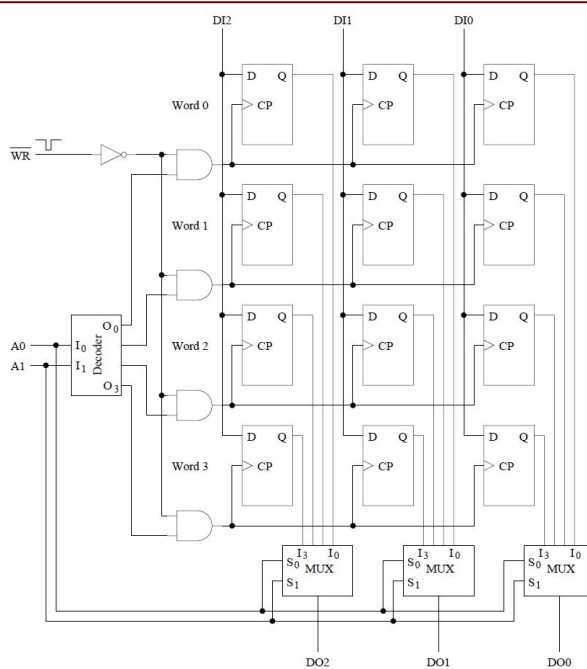 DI2 DI1 DI0
D Q D Q D Q
Word 0
CP CP CP
WR
D Q D Q D Q
Word 1
CP CP CP
O0
A0 I0 Decoder
A1 I1
O3
D Q D Q D Q
Word 2
CP CP CP
D Q D Q D Q
Word 3
CP CP CP
I3 I0 I3 I0 I3 I0
S0 MUX S0 MUX S0 MUX
S1 S1 S1
DO2 DO1 DO0